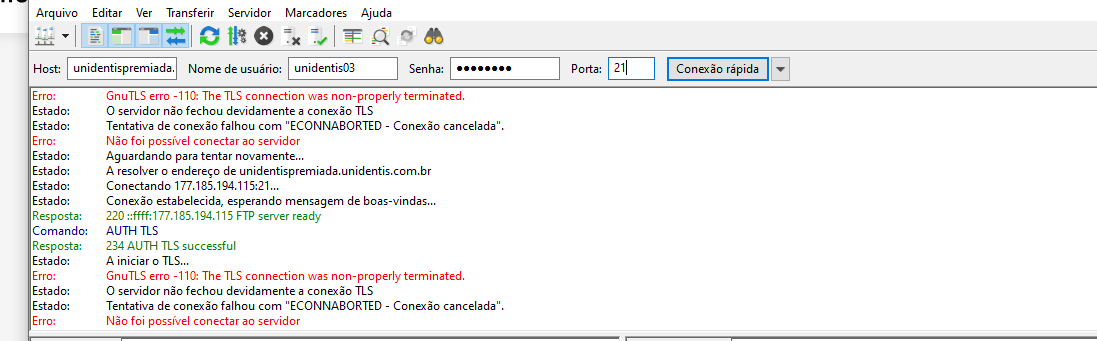 Arquivo Editar Ver Transferir Servidor Marcadores Ajuda
Host: unidentispremiada. Nome de usuário: unidentis03 Senha: ●●●●●●●● Porta: 21 Conexão rápida
Erro: GnuTLS erro -110: The TLS connection was non-properly terminated.
Estado: O servidor não fechou devidamente a conexão TLS
Estado: Tentativa de conexão falhou com "ECONNABORTED - Conexão cancelada".
Erro: Não foi possível conectar ao servidor
Estado: Aguardando para tentar novamente...
Estado: A resolver o endereço de unidentispremiada.unidentis.com.br
Estado: Conectando 177.185.194.115:21...
Estado: Conexão estabelecida, esperando mensagem de boas-vindas...
Resposta: 220 ::ffff:177.185.194.115 FTP server ready
Comando: AUTH TLS
Resposta: 234 AUTH TLS successful
Estado: A iniciar o TLS...
Erro: GnuTLS erro -110: The TLS connection was non-properly terminated.
Estado: O servidor não fechou devidamente a conexão TLS
Estado: Tentativa de conexão falhou com "ECONNABORTED - Conexão cancelada".
Erro: Não foi possível conectar ao servidor